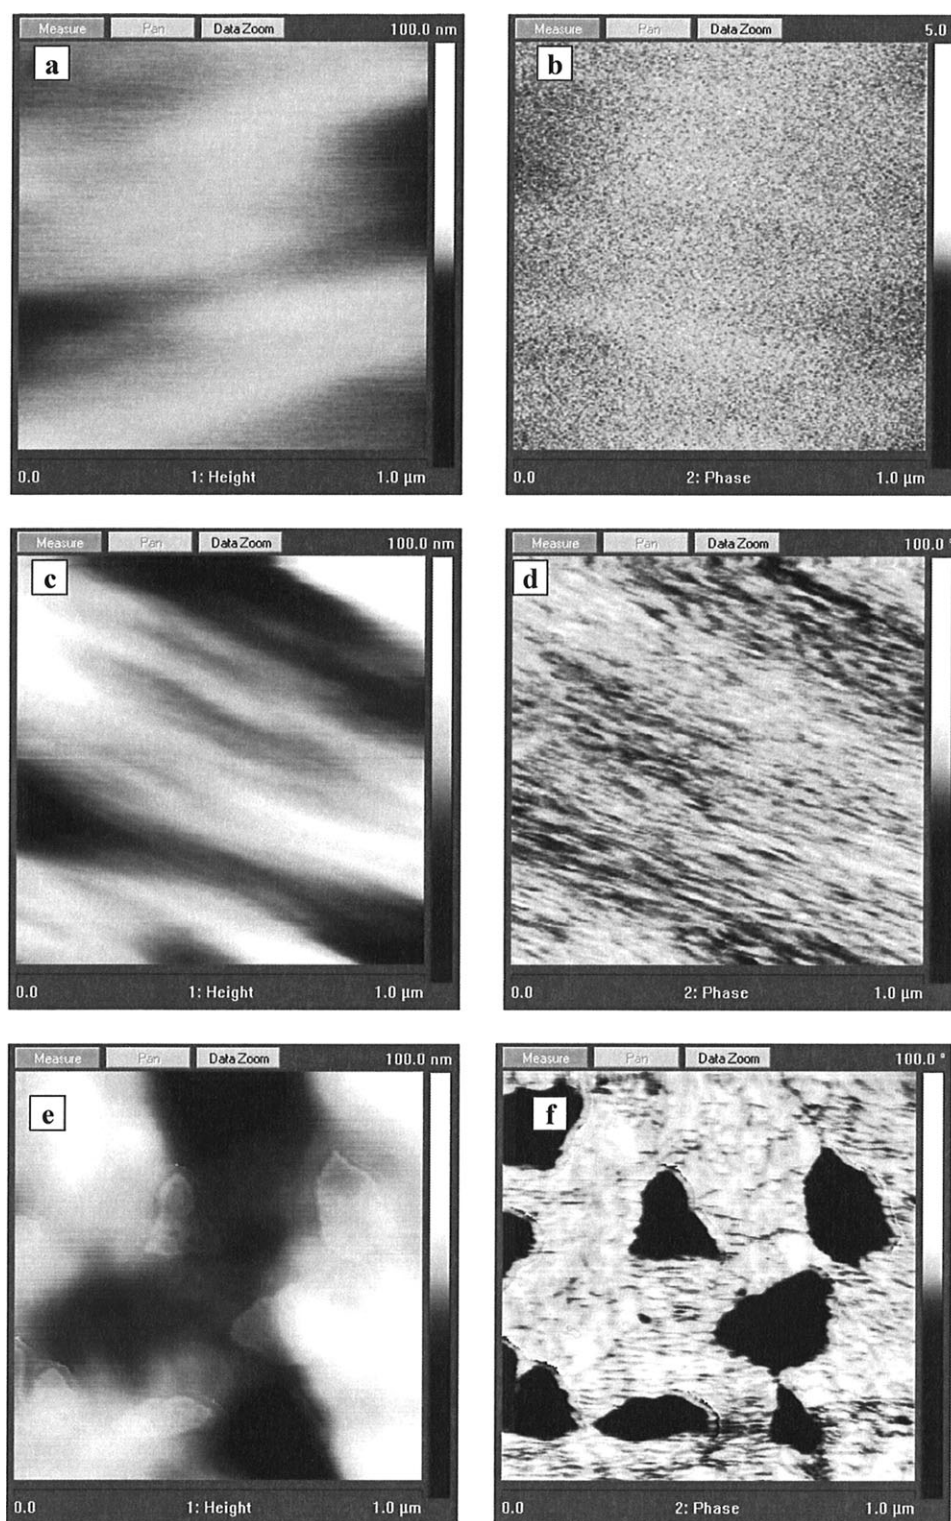 Measure Pan Data Zoom 100.0 nm
a
0.0 1: Height 1.0 µm
Measure Pan Data Zoom 5.0
b
0.0 2: Phase 1.0 µm
Measure Pan Data Zoom 100.0 nm
c
0.0 1: Height 1.0 µm
Measure Pan Data Zoom 100.0 °
d
0.0 2: Phase 1.0 µm
Measure Pan Data Zoom 100.0 nm
e
0.0 1: Height 1.0 µm
Measure Pan Data Zoom 100.0 °
f
0.0 2: Phase 1.0 µm